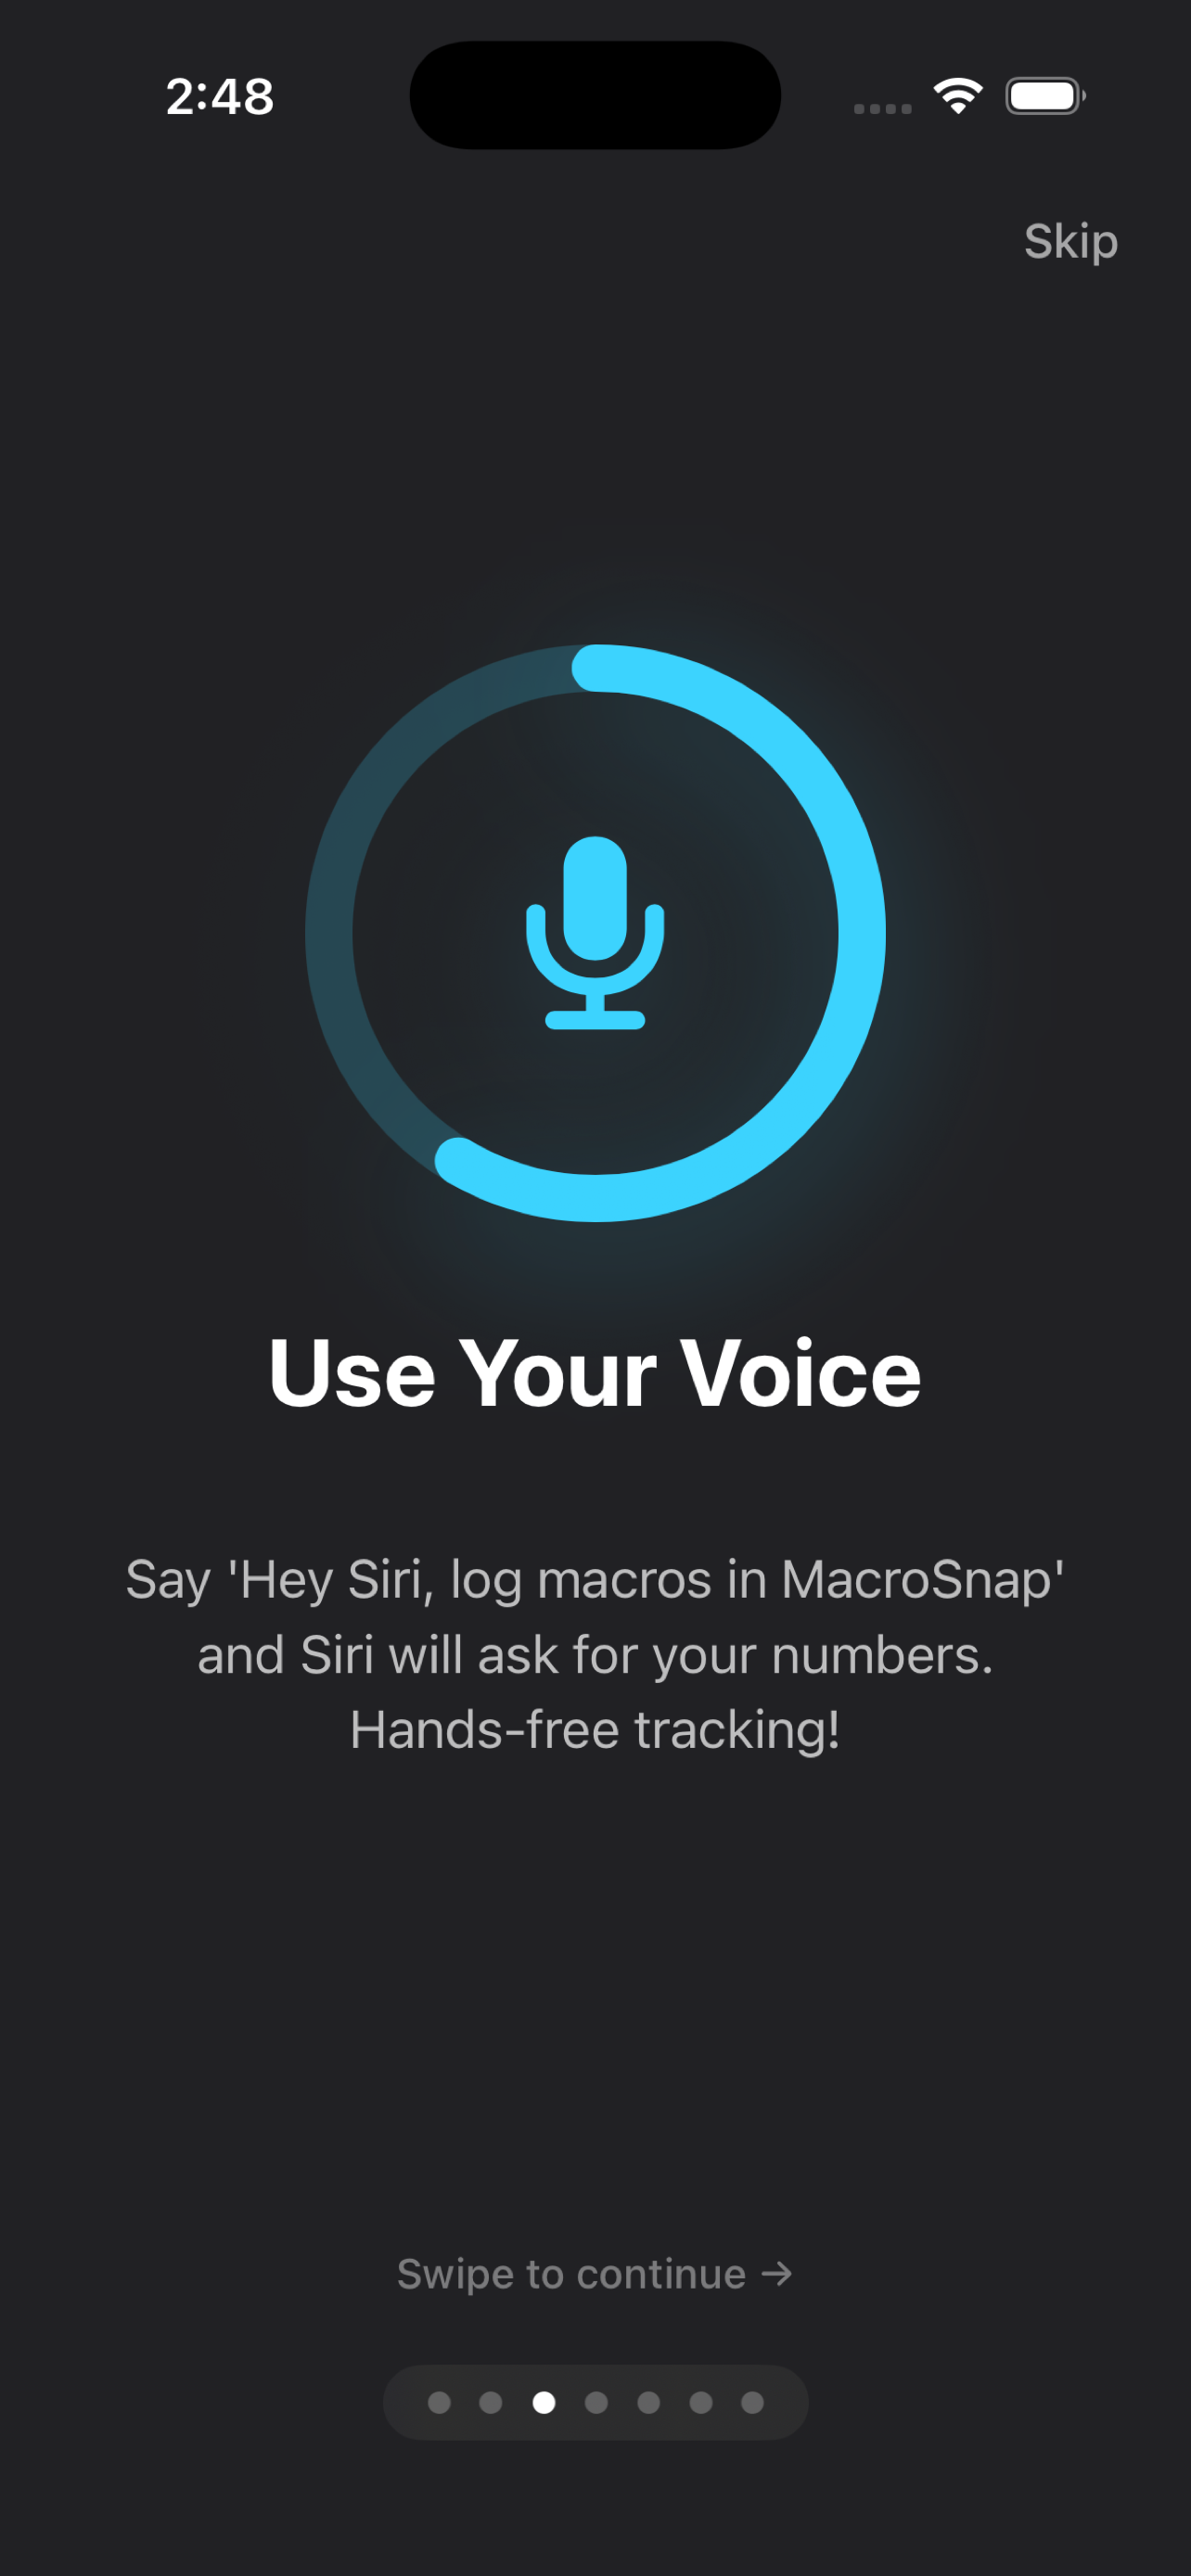 2:48
Skip
Use Your Voice
Say 'Hey Siri, log macros in MacroSnap'
and Siri will ask for your numbers.
Hands-free tracking!
Swipe to continue →